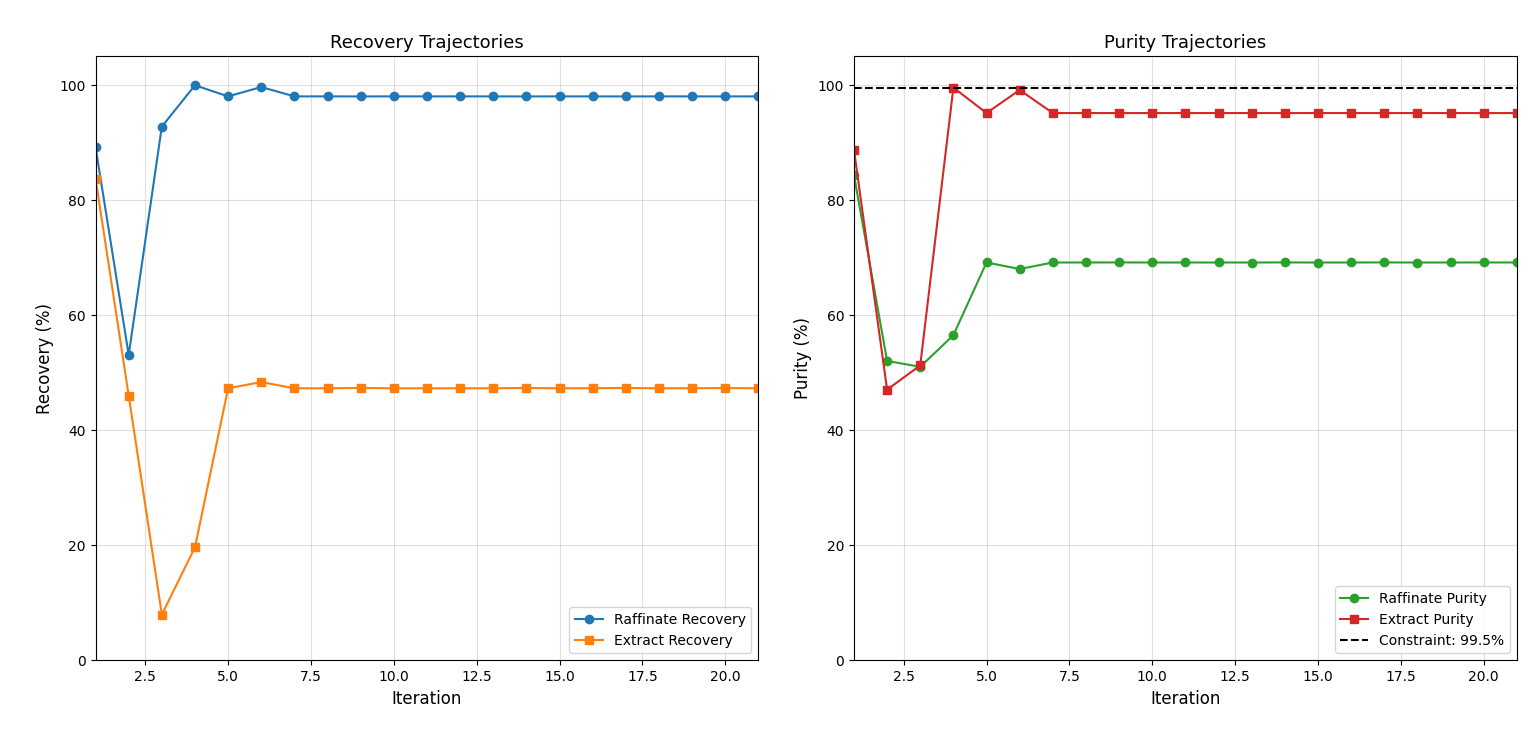 Recovery Trajectories
Recovery (%)
100
80
60
40
20
0
2.5 5.0 7.5 10.0 12.5 15.0 17.5 20.0
Iteration
Raffinate Recovery
Extract Recovery
Purity Trajectories
Purity (%)
100
80
60
40
20
0
2.5 5.0 7.5 10.0 12.5 15.0 17.5 20.0
Iteration
Raffinate Purity
Extract Purity
Constraint: 99.5%